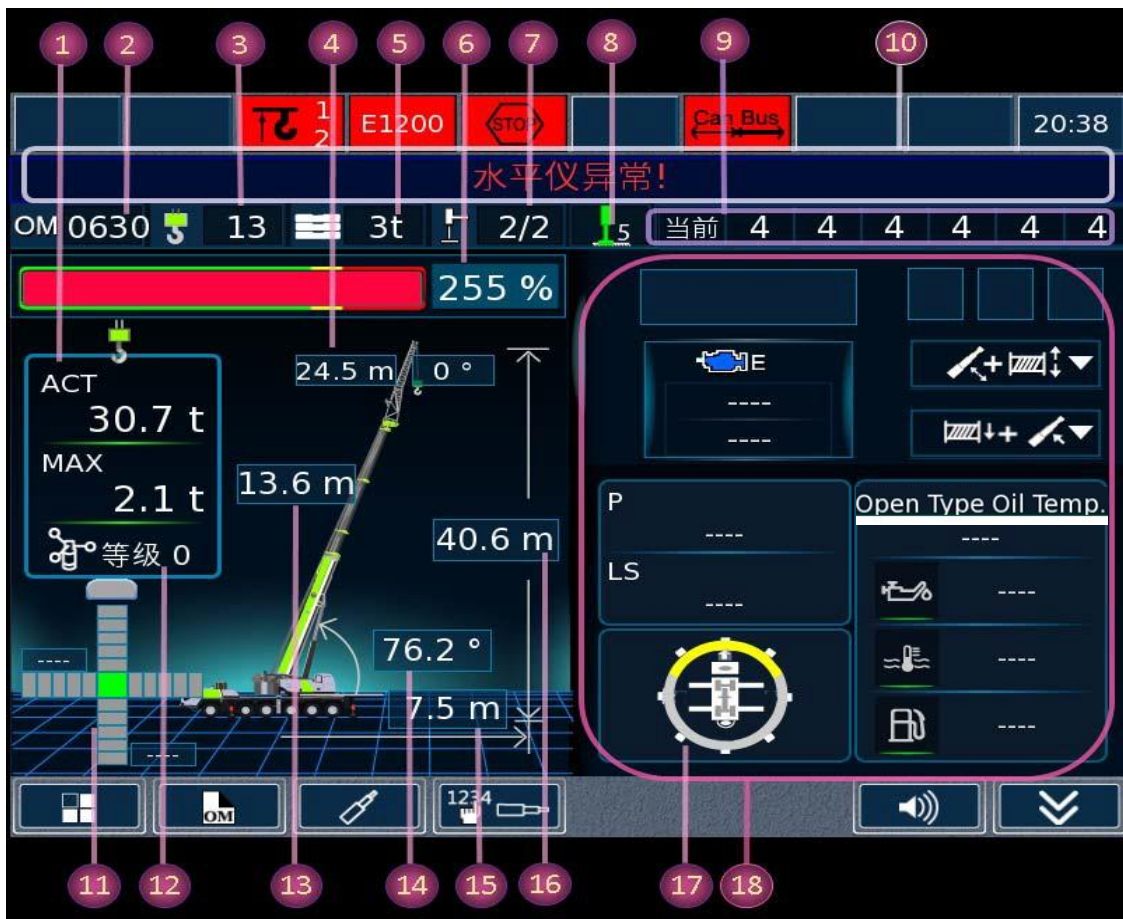 1 2 3 4 5 6 7 8 9 10
1
2
E1200
STOP
Can Bus
20:38
水平仪异常!
OM 0630 13 3t 2/2 5 当前 4 4 4 4 4 4
255 %
24.5 m 0 °
E
----
----
ACT
30.7 t
MAX
2.1 t
等级 0
13.6 m
40.6 m
76.2 °
7.5 m
----
----
P
----
LS
----
Open Type Oil Temp.
----
----
----
----
OM
1234
11 12 13 14 15 16 17 18